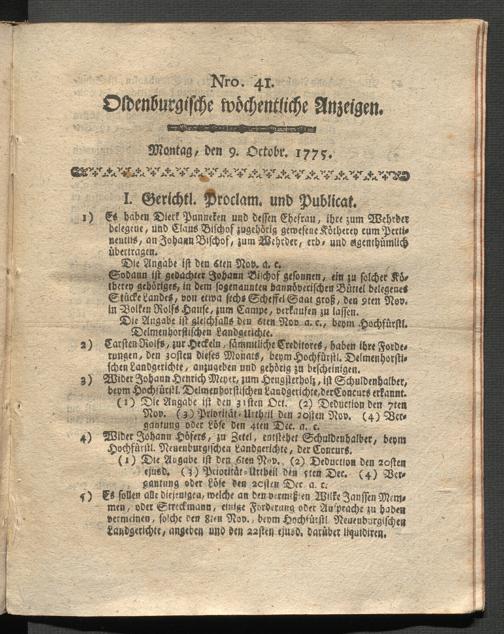 Nro. 41.
Oldenburgische wöchentliche Anzeigen.
Montag, den 9. Octobr. 1775.
I. Gerichtl. Proclam. und Publicat.
1) Es haben Dierk Panneken und dessen Ehefrau, ihre zum Wehrder
belegene, und Claus Bischof zugehörig gewesene Kötherey cum Perti-
nentiis, an Johann Bischof, zum Wehrder, erb- und eigenthümlich
übertragen.
Die Angabe ist den 6ten Nov. a. c.
Sodann ist gedachter Johann Bischof gesonnen, ein zu solcher Kö-
therey gehöriges, in dem sogenannten hannöverischen Büttel belegenes
Stücke Landes, von etwa sechs Scheffel Saat groß, den 9ten Nov.
in Volken Rolfs Hause, zum Campe, verkaufen zu lassen.
Die Angabe ist gleichfalls den 6ten Nov a. c., beym Hochfürstl.
Delmenhorstischen Landgerichte.
2) Carsten Rolfs, zur Heckeln, sämmtliche Creditores, haben ihre Forde-
rungen, den 30sten dieses Monats, beym Hochfürstl. Delmenhorsti-
schen Landgerichte, anzugeben und gehörig zu bescheinigen.
3) Wider Johann Henrich Meyer, zum Hengsterholz, ist Schuldenhalber,
beym Hochfürstl. Delmenhorstischen Landgerichte, der Concurs erkannt.
(1) Die Angabe ist den 31sten Oct. (2) Deduction den 7ten
Nov. (3) Priorität-Urtheil den 20sten Nov. (4) Ver-
gantung oder Löse den 4ten Dec. a. c.
4) Wider Johann Höfers, zu Zetel, entstehet Schuldenhalber, beym
Hochfürstl. Neuenburgischen Landgerichte, der Concurs.
(1) Die Angabe ist den 6ten Nov. (2) Deduction den 20sten
ejusd. (3) Priorität-Urtheil den 5ten Dec. (4) Ver-
gantung oder Löse den 20sten Dec a. c.
5) Es sollen alle diejenigen, welche an den vermißten Wilke Janssen Mem-
men, oder Streckmann, einige Forderung oder Ansprache zu haben
vermeinen, solche den 8ten Nov. beym Hochfürstl. Neuenburgischen
Landgerichte, angeben und den 22sten ejusd. darüber liquidiren.